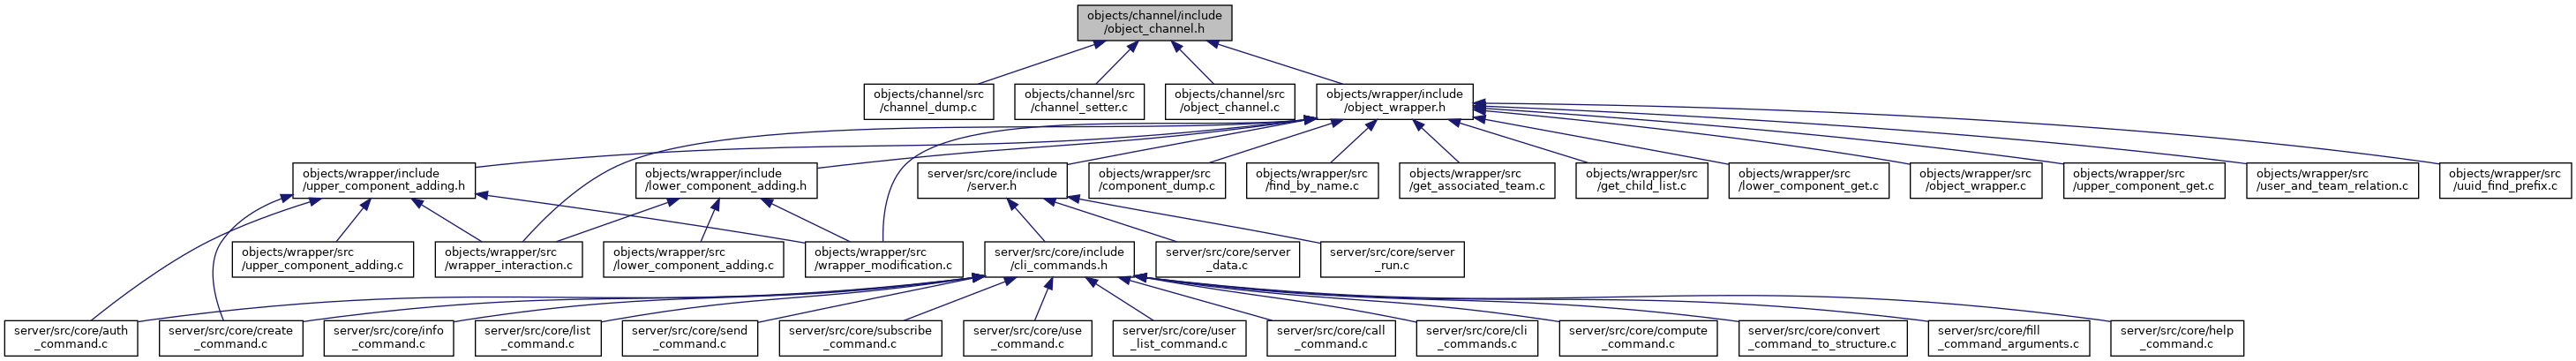 objects/channel/include
/object_channel.h
objects/channel/src
/channel_dump.c
objects/channel/src
/channel_setter.c
objects/channel/src
/object_channel.c
objects/wrapper/include
/object_wrapper.h
objects/wrapper/include
/upper_component_adding.h
objects/wrapper/include
/lower_component_adding.h
server/src/core/include
/server.h
objects/wrapper/src
/component_dump.c
objects/wrapper/src
/find_by_name.c
objects/wrapper/src
/get_associated_team.c
objects/wrapper/src
/get_child_list.c
objects/wrapper/src
/lower_component_get.c
objects/wrapper/src
/object_wrapper.c
objects/wrapper/src
/upper_component_get.c
objects/wrapper/src
/user_and_team_relation.c
objects/wrapper/src
/uuid_find_prefix.c
objects/wrapper/src
/upper_component_adding.c
objects/wrapper/src
/wrapper_interaction.c
objects/wrapper/src
/lower_component_adding.c
objects/wrapper/src
/wrapper_modification.c
server/src/core/include
/cli_commands.h
server/src/core/server
_data.c
server/src/core/server
_run.c
server/src/core/auth
_command.c
server/src/core/create
_command.c
server/src/core/info
_command.c
server/src/core/list
_command.c
server/src/core/send
_command.c
server/src/core/subscribe
_command.c
server/src/core/use
_command.c
server/src/core/user
_list_command.c
server/src/core/call
_command.c
server/src/core/cli
_commands.c
server/src/core/compute
_command.c
server/src/core/convert
_command_to_structure.c
server/src/core/fill
_command_arguments.c
server/src/core/help
_command.c